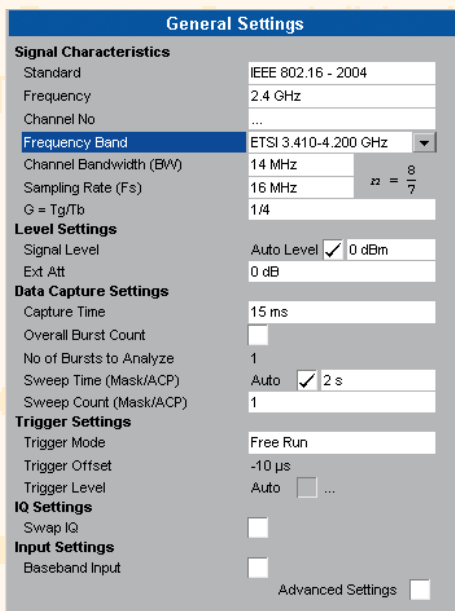 General Settings
Signal Characteristics
Standard IEEE 802.16 - 2004
Frequency 2.4 GHz
Channel No ...
Frequency Band ETSI 3.410-4.200 GHz
Channel Bandwidth (BW) 14 MHz
Sampling Rate (Fs) 16 MHz n = 8/7
G = Tg/Tb 1/4
Level Settings
Signal Level Auto Level 0 dBm
Ext Att 0 dB
Data Capture Settings
Capture Time 15 ms
Overall Burst Count
No of Bursts to Analyze 1
Sweep Time (Mask/ACP) Auto 2 s
Sweep Count (Mask/ACP) 1
Trigger Settings
Trigger Mode Free Run
Trigger Offset -10 µs
Trigger Level Auto ...
IQ Settings
Swap IQ
Input Settings
Baseband Input
Advanced Settings